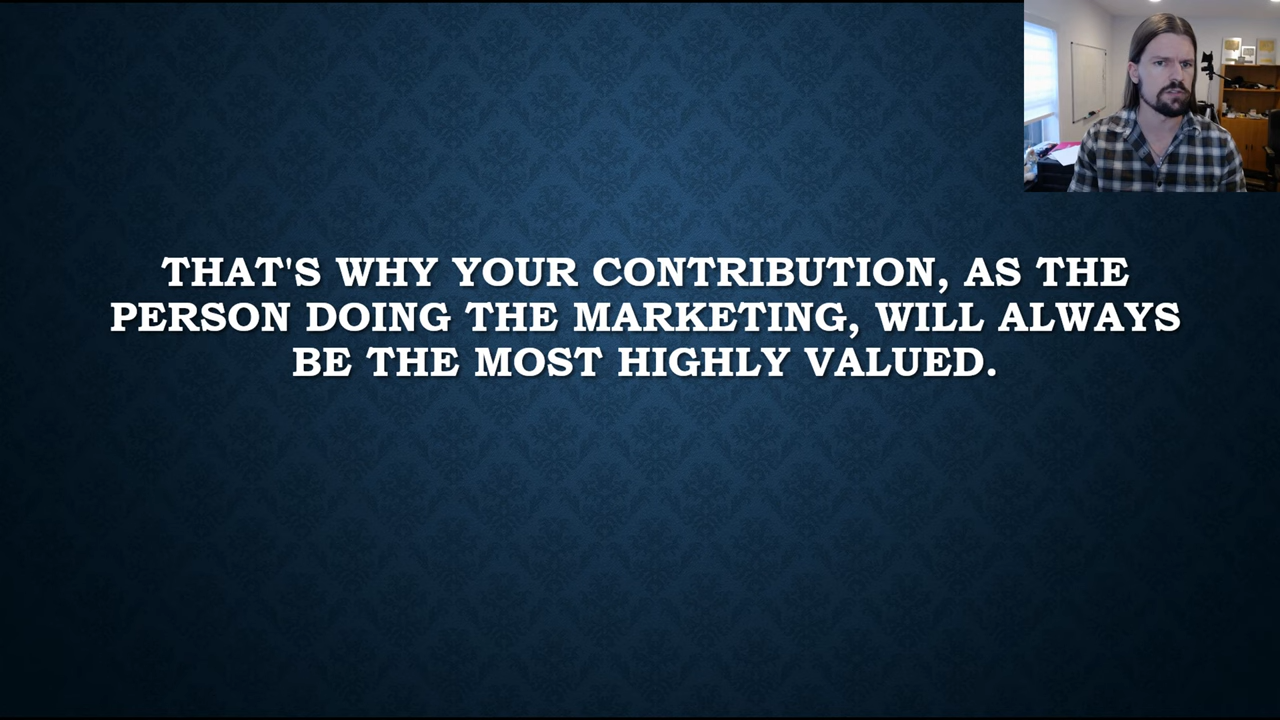 THAT'S WHY YOUR CONTRIBUTION, AS THE
PERSON DOING THE MARKETING, WILL ALWAYS
BE THE MOST HIGHLY VALUED.